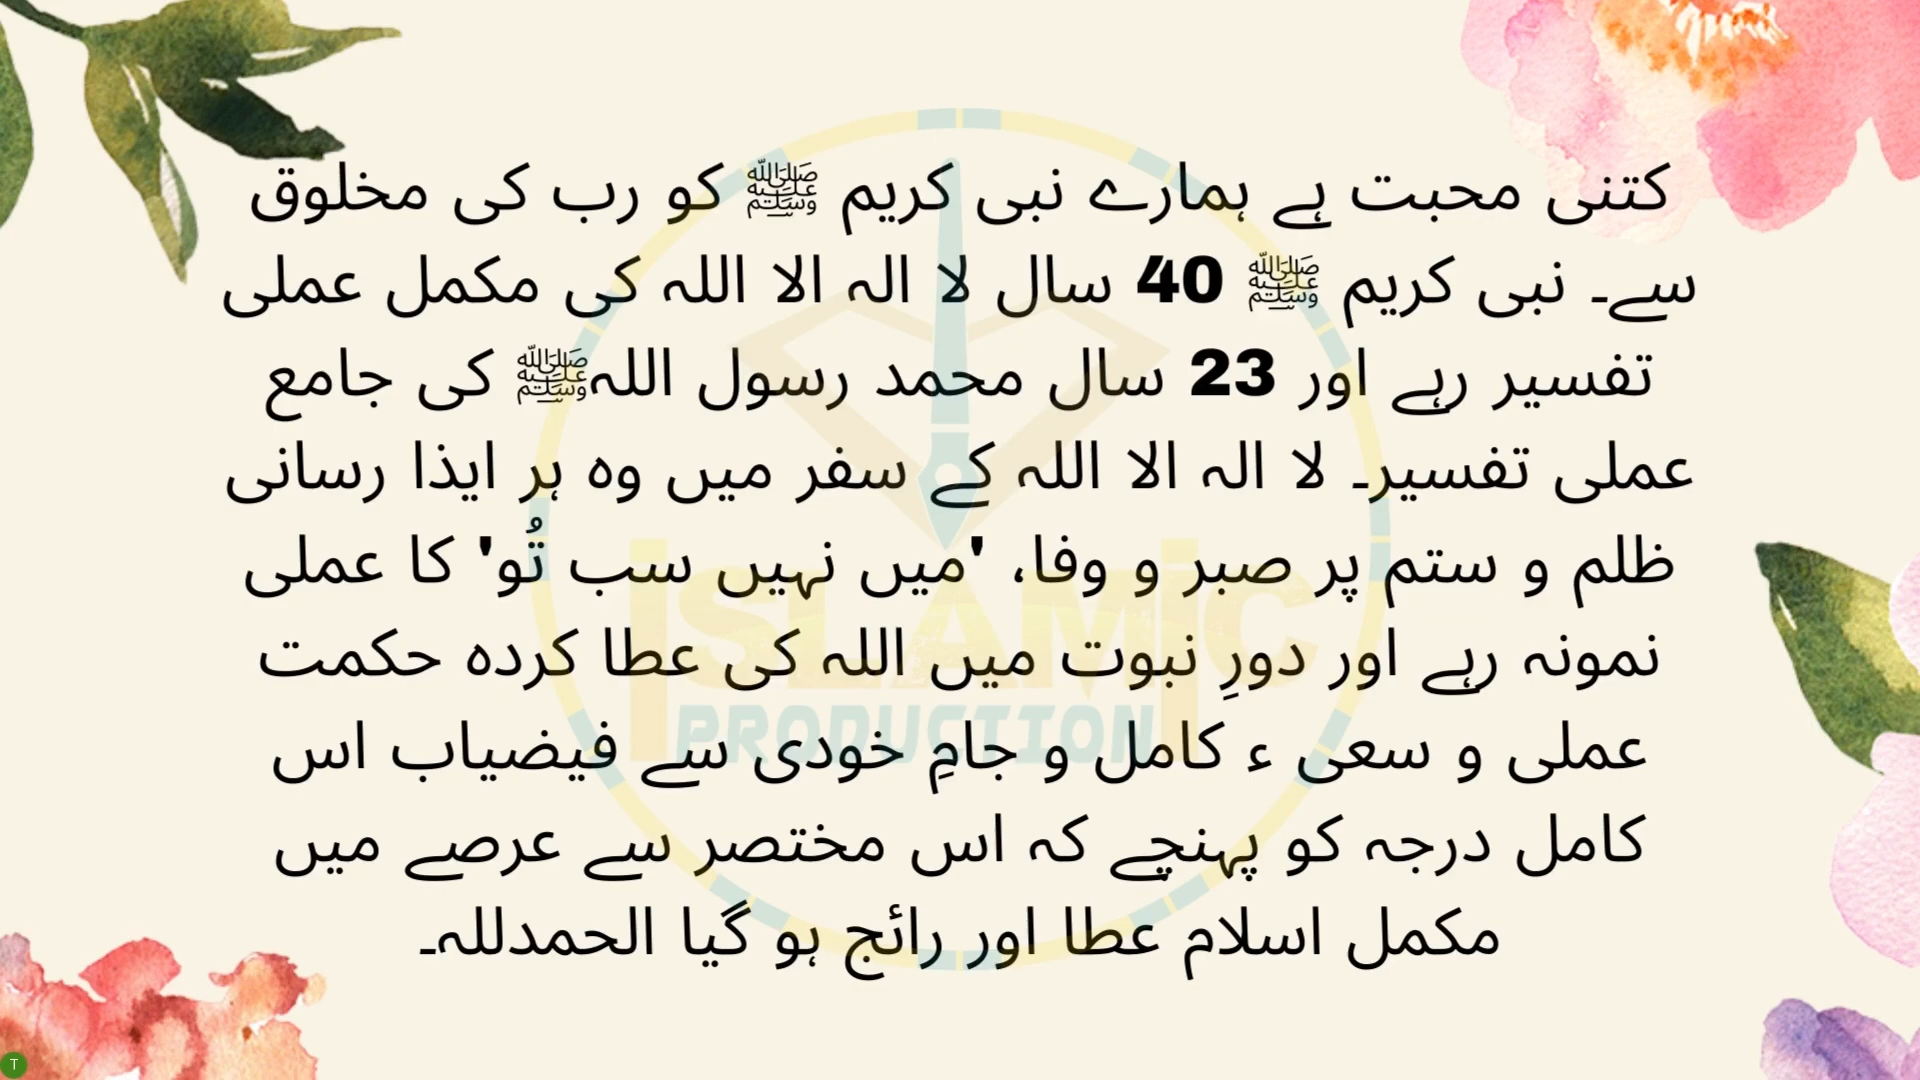 کتنی محبت ہے ہمارے نبی کریم ﷺ کو رب کی مخلوق
سے۔ نبی کریم ﷺ 40 سال لا الہ الا اللہ کی مکمل عملی
تفسیر رہے اور 23 سال محمد رسول اللہﷺ کی جامع
عملی تفسیر۔ لا الہ الا اللہ کے سفر میں وہ ہر ایذا رسانی
ظلم و ستم پر صبر و وفا، 'میں نہیں سب تُو' کا عملی
نمونہ رہے اور دورِ نبوت میں اللہ کی عطا کردہ حکمت
عملی و سعی ء کامل و جامِ خودی سے فیضیاب اس
کامل درجہ کو پہنچے کہ اس مختصر سے عرصے میں
مکمل اسلام عطا اور رائج ہو گیا الحمدللہ۔
ISLAMIC
PRODUCTION
T